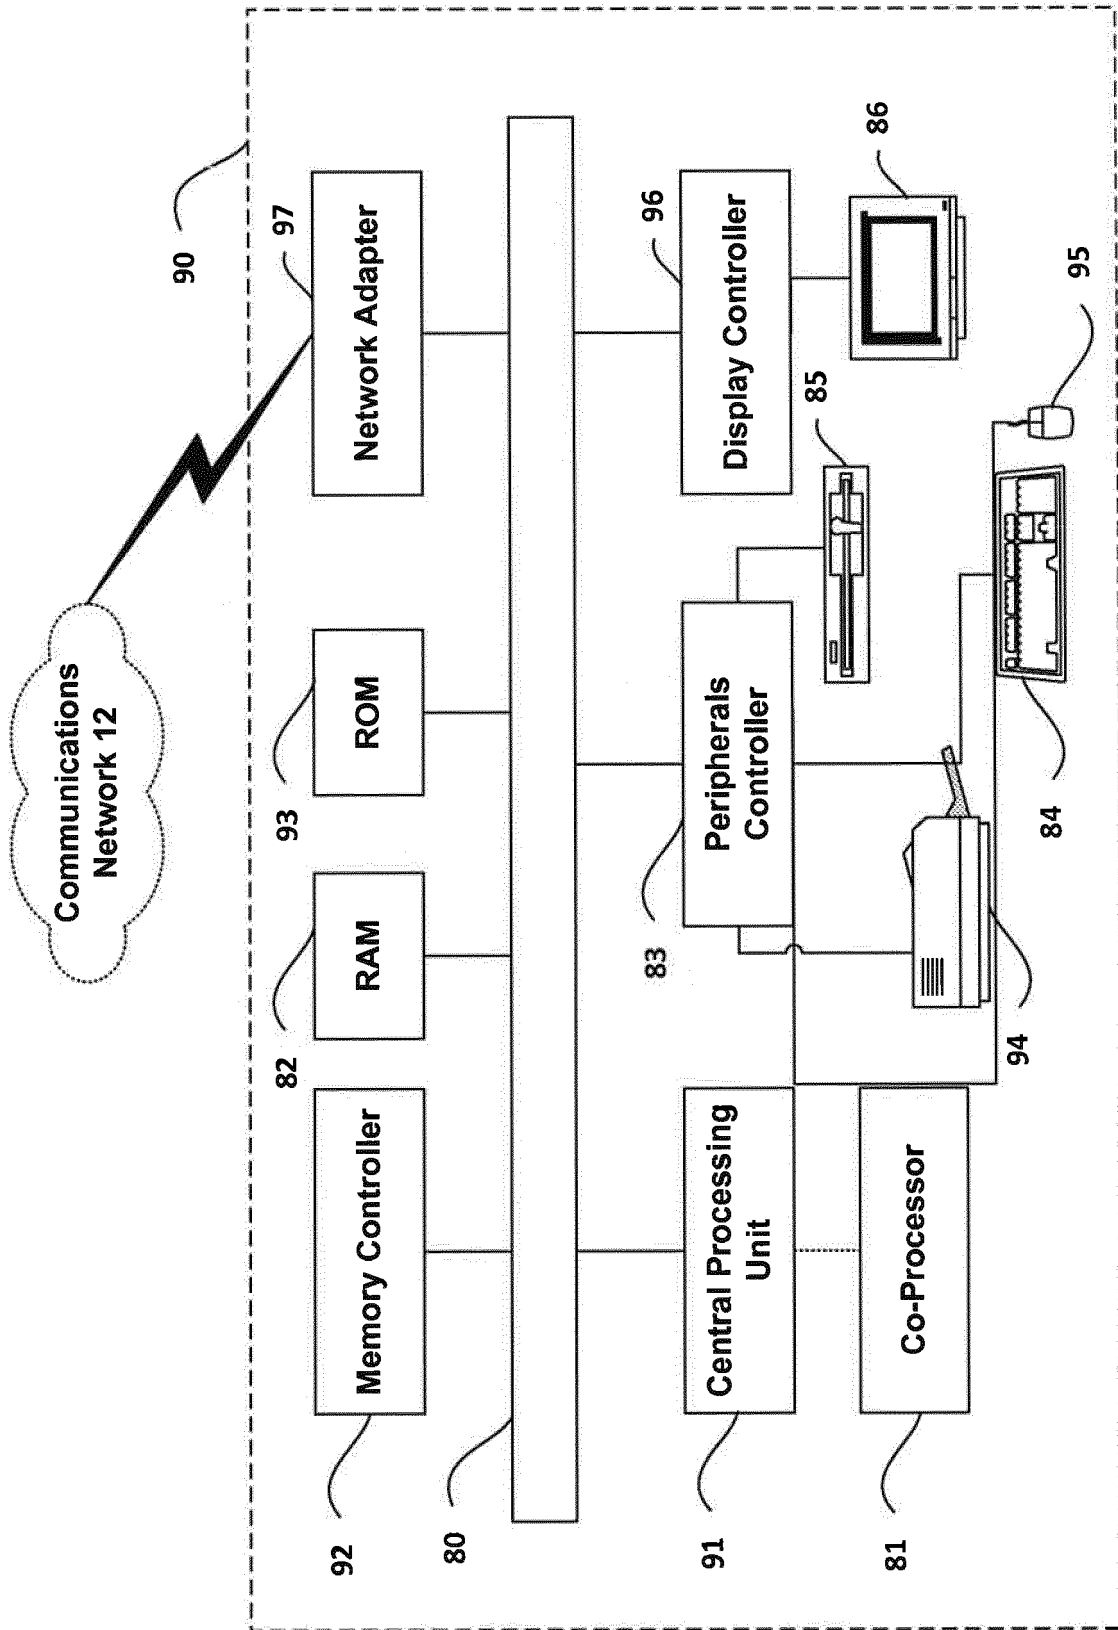 Communications
Network 12
90
92
Memory Controller
82
RAM
93
ROM
97
Network Adapter
80
91
Central Processing
Unit
83
Peripherals
Controller
96
Display Controller
81
Co-Processor
85
86
94
84
95